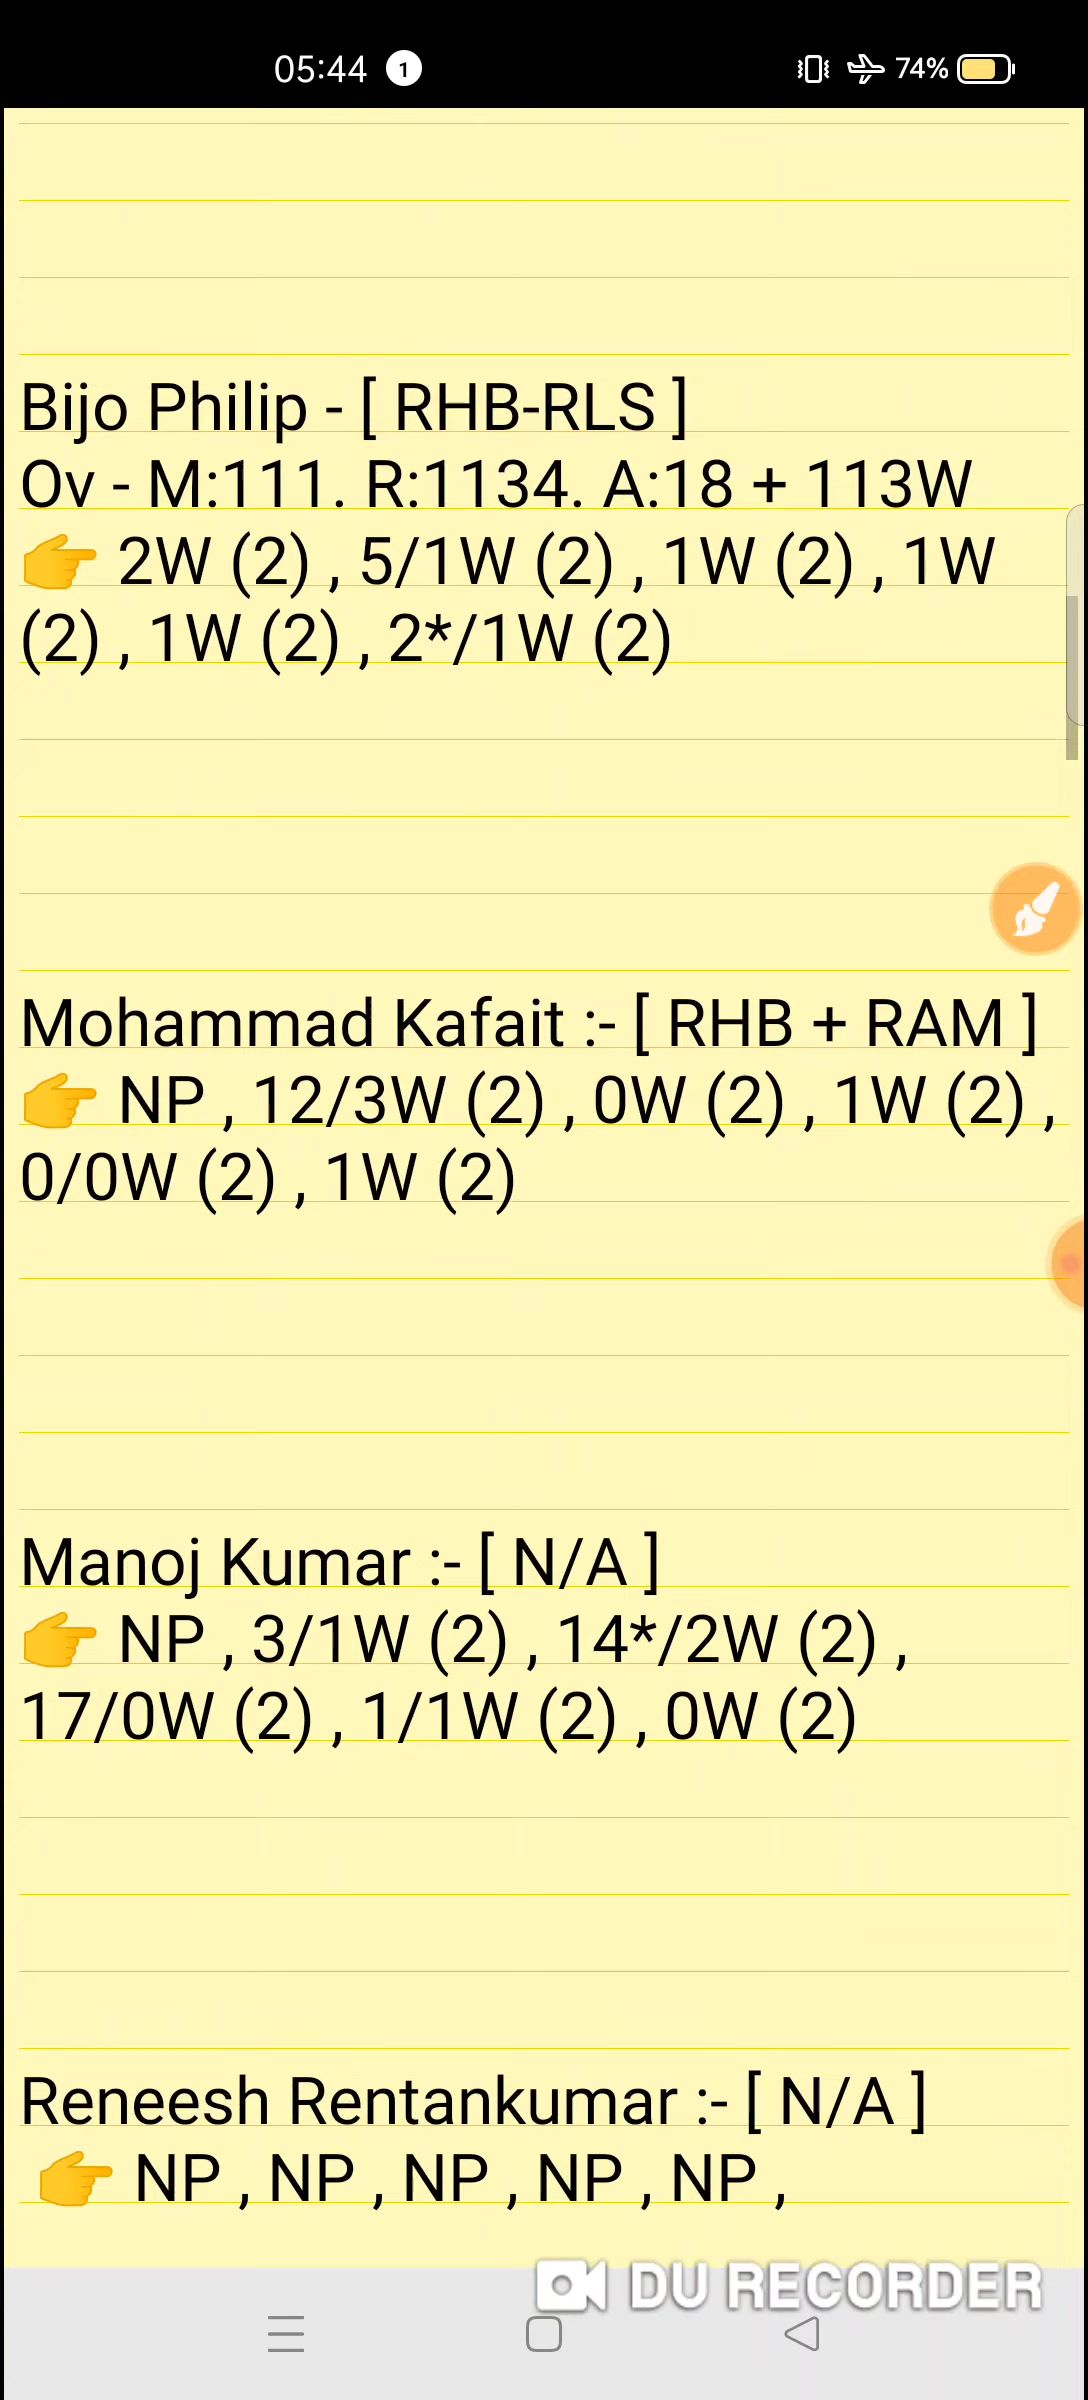 05:44 1 74%
Bijo Philip - [ RHB-RLS ]
Ov - M:111. R:1134. A:18 + 113W
👉 2W (2) , 5/1W (2) , 1W (2) , 1W
(2) , 1W (2) , 2*/1W (2)
Mohammad Kafait :- [ RHB + RAM ]
👉 NP , 12/3W (2) , 0W (2) , 1W (2) ,
0/0W (2) , 1W (2)
Manoj Kumar :- [ N/A ]
👉 NP , 3/1W (2) , 14*/2W (2) ,
17/0W (2) , 1/1W (2) , 0W (2)
Reneesh Rentankumar :- [ N/A ]
👉 NP , NP , NP , NP , NP ,
DU RECORDER